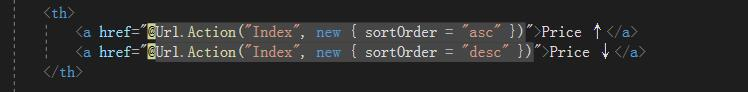 <th>
<a href="@Url.Action("Index", new { sortOrder = "asc" })">Price ↑</a>
<a href="@Url.Action("Index", new { sortOrder = "desc" })">Price ↓</a>
</th>